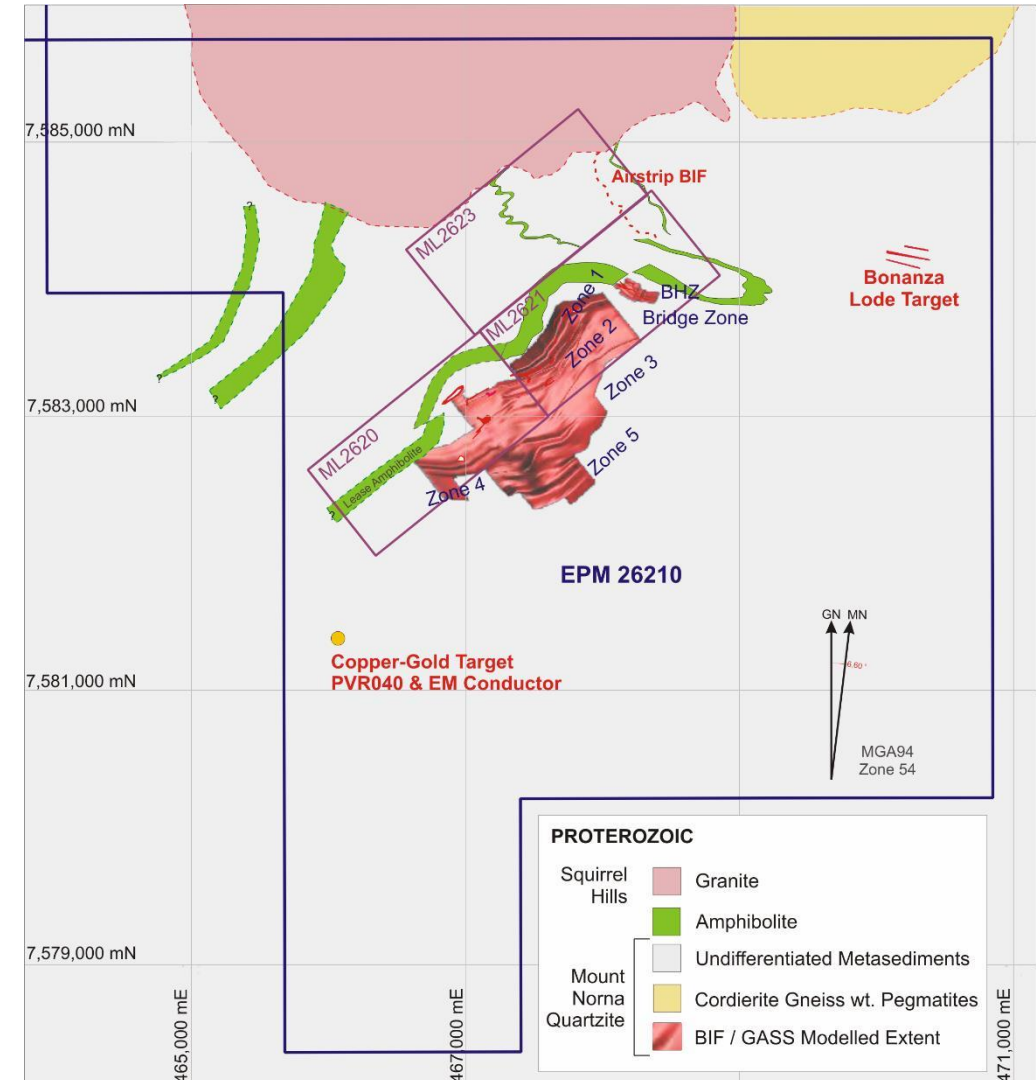 7,585,000 mN
Airstrip BIF
ML2623
?
?
Bonanza
Lode Target
BHZ
Bridge Zone
Zone 1
ML2621
Zone 2
Zone 3
?
?
7,583,000 mN
ML2620
Zone 5
Lease Amphibolite
Zone 4
?
EPM 26210
GN MN
6.60 °
Copper-Gold Target
PVR040 & EM Conductor
7,581,000 mN
MGA94
Zone 54
PROTEROZOIC
Squirrel
Hills
Granite
Amphibolite
Mount
Norna
Quartzite
Undifferentiated Metasediments
Cordierite Gneiss wt. Pegmatites
BIF / GASS Modelled Extent
7,579,000 mN
465,000 mE
467,000 mE
471,000 mE